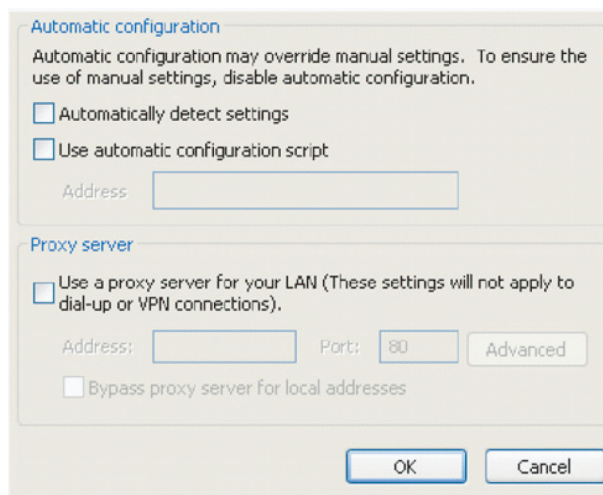 Automatic configuration
Automatic configuration may override manual settings. To ensure the
use of manual settings, disable automatic configuration.
Automatically detect settings
Use automatic configuration script
Address
Proxy server
Use a proxy server for your LAN (These settings will not apply to
dial-up or VPN connections).
Address: Port: 80 Advanced
Bypass proxy server for local addresses
OK Cancel